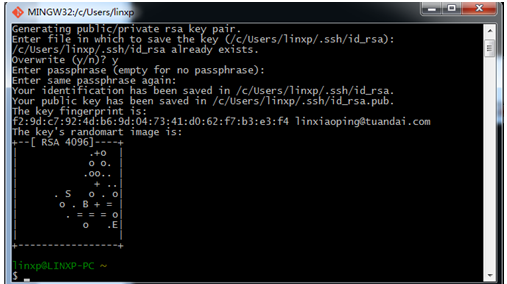 MINGW32:/c/Users/linxp
Generating public/private rsa key pair.
Enter file in which to save the key (/c/Users/linxp/.ssh/id_rsa):
/c/Users/linxp/.ssh/id_rsa already exists.
Overwrite (y/n)? y
Enter passphrase (empty for no passphrase):
Enter same passphrase again:
Your identification has been saved in /c/Users/linxp/.ssh/id_rsa.
Your public key has been saved in /c/Users/linxp/.ssh/id_rsa.pub.
The key fingerprint is:
f2:9d:c7:92:4d:b6:9d:04:73:41:d0:62:f7:b3:e3:f4 linxiaoping@tuandai.com
The key's randomart image is:
+--[ RSA 4096]----+
|            .+o  |
|            o o. |
|           .oo.. |
|             + ..|
|      . S   o . o|
|       o . B + = |
|        . = = = o|
|           o   .E|
|                 |
+-----------------+
linxp@LINXP-PC ~
$